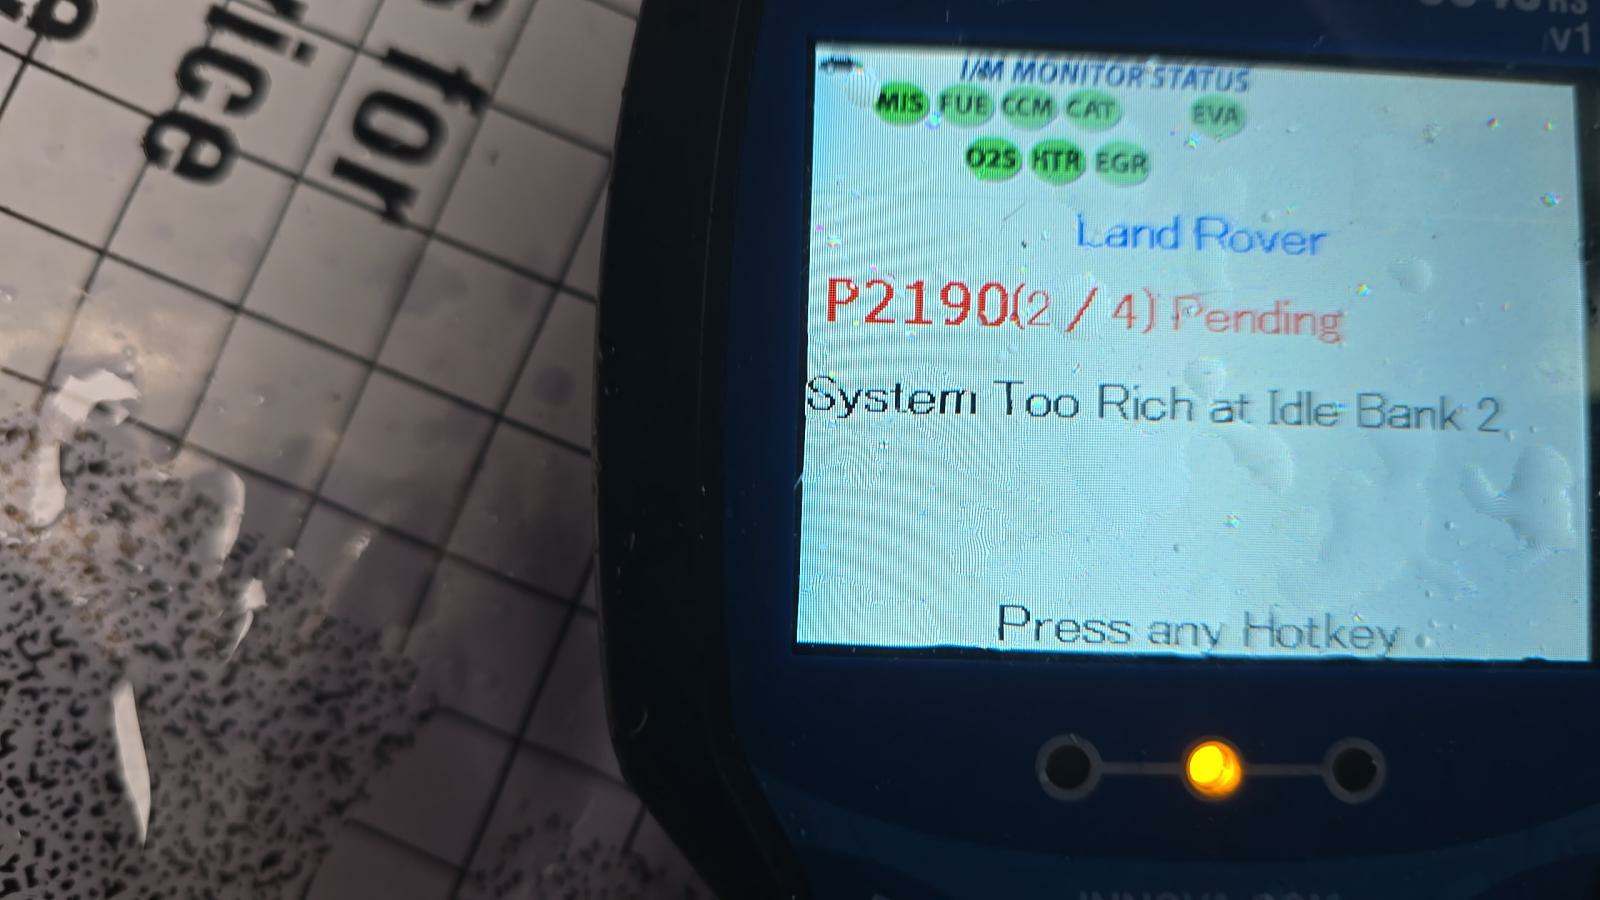 for
I/M MONITOR STATUS
MIS FUE CCM CAT EVA
O2S HTR EGR
Land Rover
P2190(2 / 4) Pending
System Too Rich at Idle Bank 2
Press any Hotkey